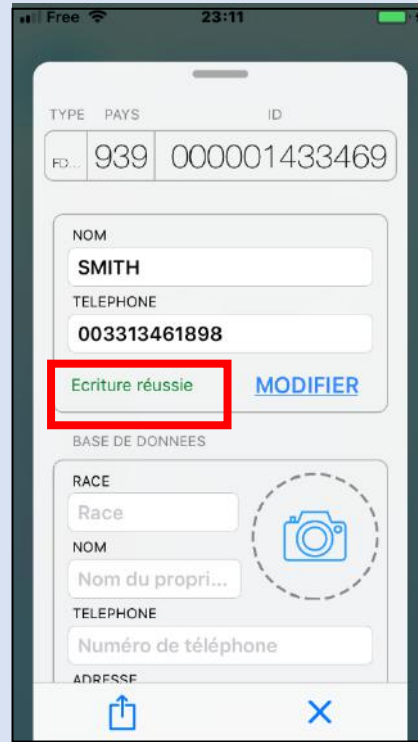 Free 23:11
TYPE PAYS ID
FD... 939 000001433469
NOM
SMITH
TELEPHONE
003313461898
Ecriture réussie MODIFIER
BASE DE DONNEES
RACE
Race
NOM
Nom du propri...
TELEPHONE
Numéro de téléphone
ADRESSE